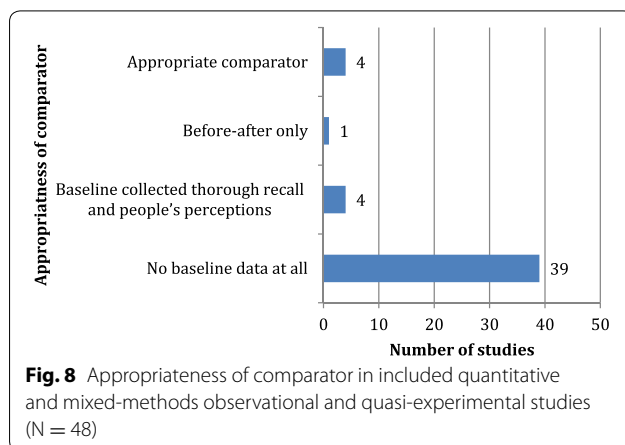 Appropriatness of comparator
Appropriate comparator
4
Before-after only
1
Baseline collected thorough recall
and people's perceptions
4
No baseline data at all
39
0 10 20 30 40 50
Number of studies
Fig. 8 Appropriateness of comparator in included quantitative
and mixed-methods observational and quasi-experimental studies
(N = 48)